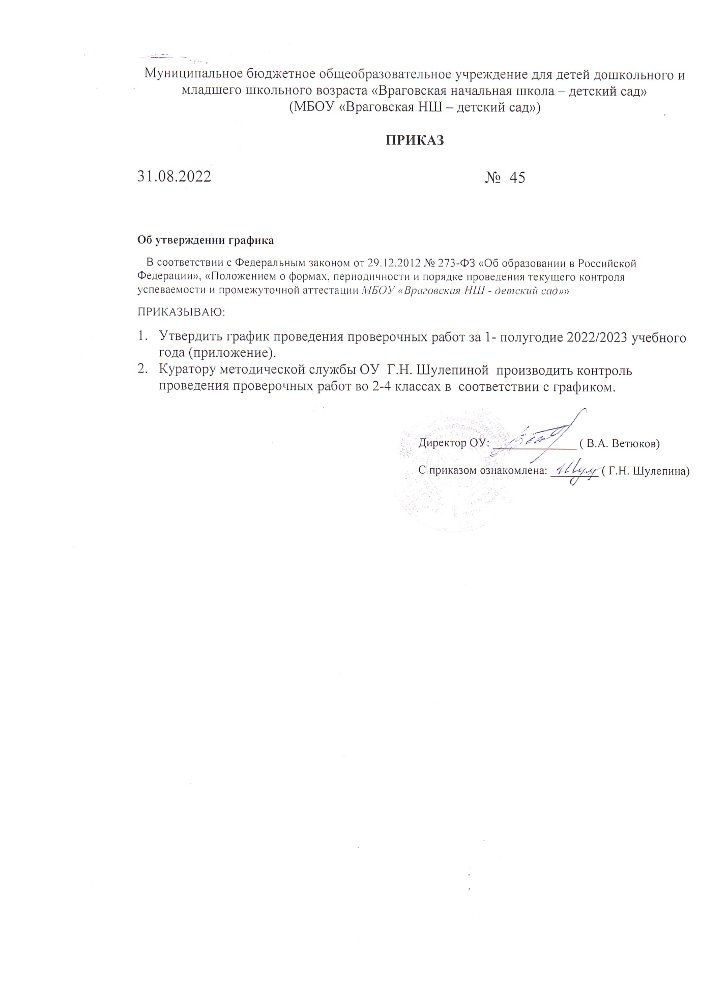 Муниципальное бюджетное общеобразовательное учреждение для детей дошкольного и
младшего школьного возраста «Враговская начальная школа – детский сад»
(МБОУ «Враговская НШ – детский сад»)
ПРИКАЗ
31.08.2022 № 45
Об утверждении графика
В соответствии с Федеральным законом от 29.12.2012 № 273-ФЗ «Об образовании в Российской
Федерации», «Положением о формах, периодичности и порядке проведения текущего контроля
успеваемости и промежуточной аттестации МБОУ «Враговская НШ - детский сад»»
ПРИКАЗЫВАЮ:
1. Утвердить график проведения проверочных работ за 1- полугодие 2022/2023 учебного
года (приложение).
2. Куратору методической службы ОУ Г.Н. Шулепиной производить контроль
проведения проверочных работ во 2-4 классах в соответствии с графиком.
Директор ОУ: ______________ ( В.А. Ветюков)
С приказом ознакомлена: ________ ( Г.Н. Шулепина)